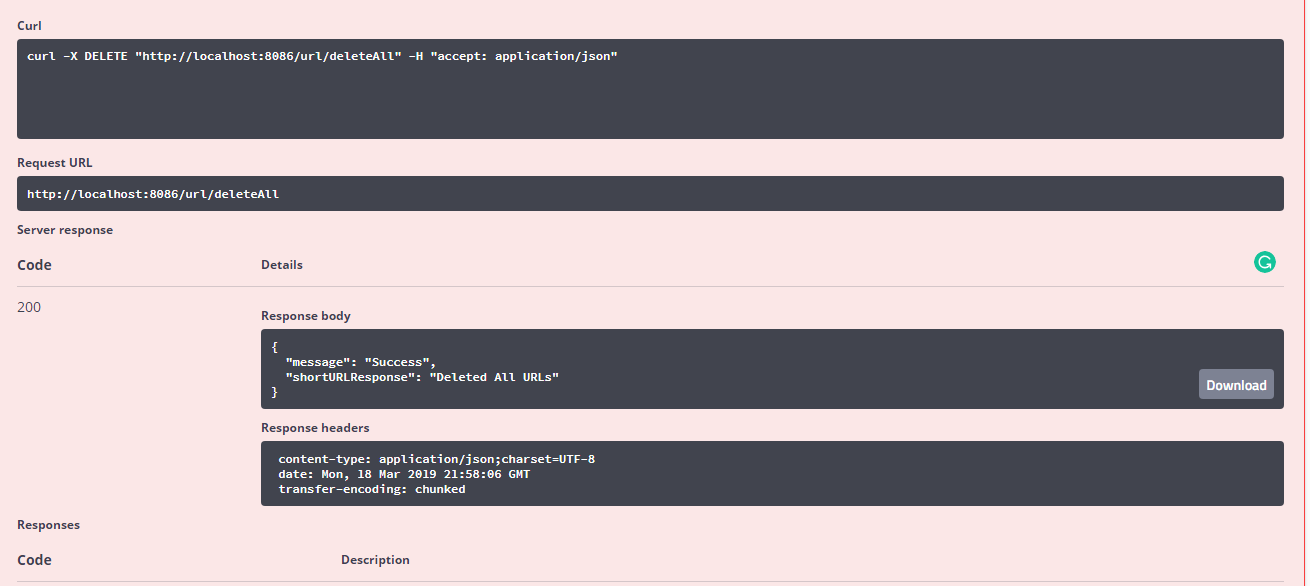 Curl
curl -X DELETE "http://localhost:8086/url/deleteAll" -H "accept: application/json"
Request URL
http://localhost:8086/url/deleteAll
Server response
Code Details
200
Response body
{
  "message": "Success",
  "shortURLResponse": "Deleted All URLs"
}
Download
Response headers
content-type: application/json;charset=UTF-8
date: Mon, 18 Mar 2019 21:58:06 GMT
transfer-encoding: chunked
Responses
Code Description